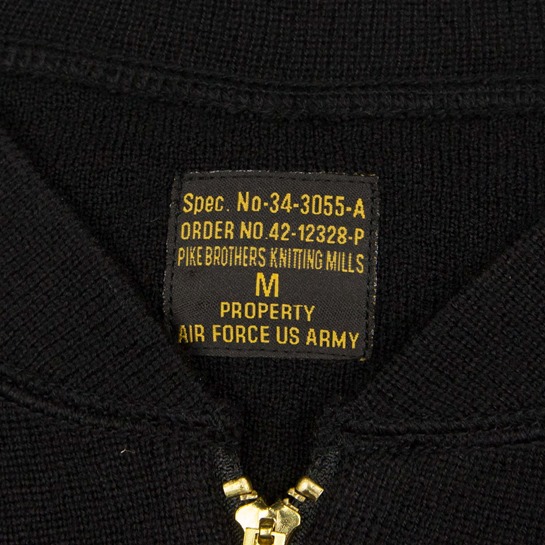 Spec. No-34-3055-A
ORDER NO.42-12328-P
PIKE BROTHERS KNITTING MILLS
M
PROPERTY
AIR FORCE US ARMY